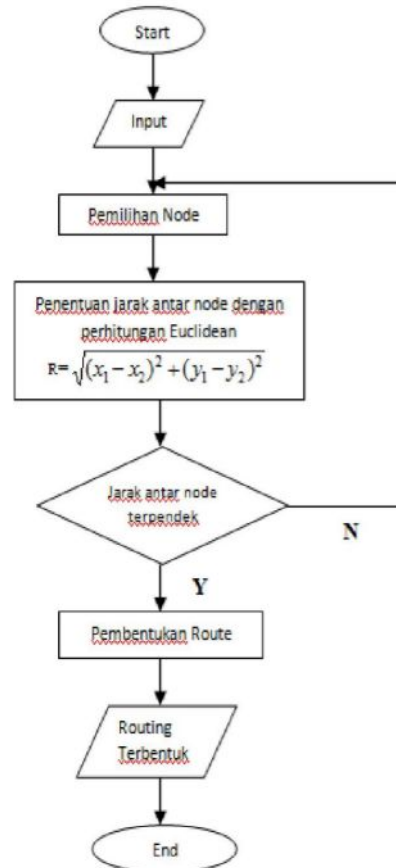 Start
Input
Pemilihan Node
Penentuan jarak antar node dengan
perhitungan Euclidean
R=√(x₁−x₂)²+(y₁−y₂)²
Jarak antar node
terpendek
N
Y
Pembentukan Route
Routing
Terbentuk
End